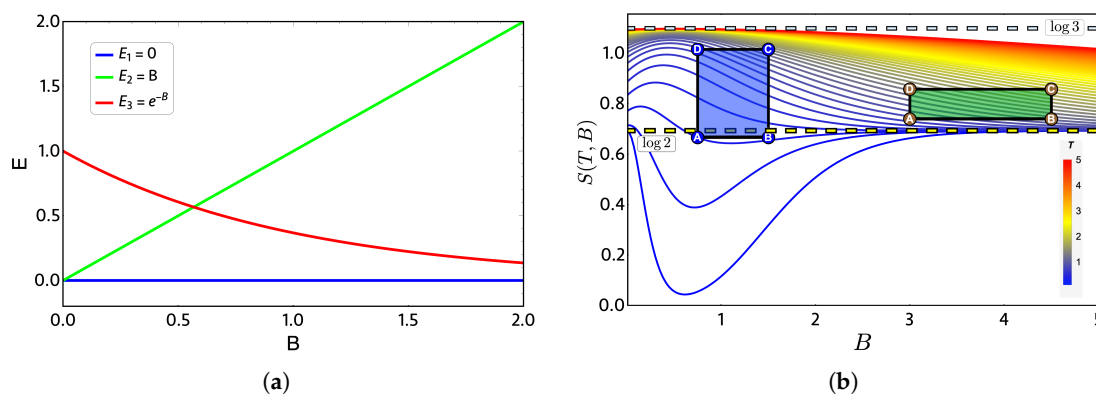 2.0
1.5
1.0
0.5
0.0
E
E₁ = 0
E₂ = B
E₃ = e⁻ᴮ
0.0 0.5 1.0 1.5 2.0
B
(a)
1.0
0.8
0.6
0.4
0.2
0.0
S(T, B)
log 3
log 2
D C
A B
D C
A B
T
5
4
3
2
1
1 2 3 4 5
B
(b)